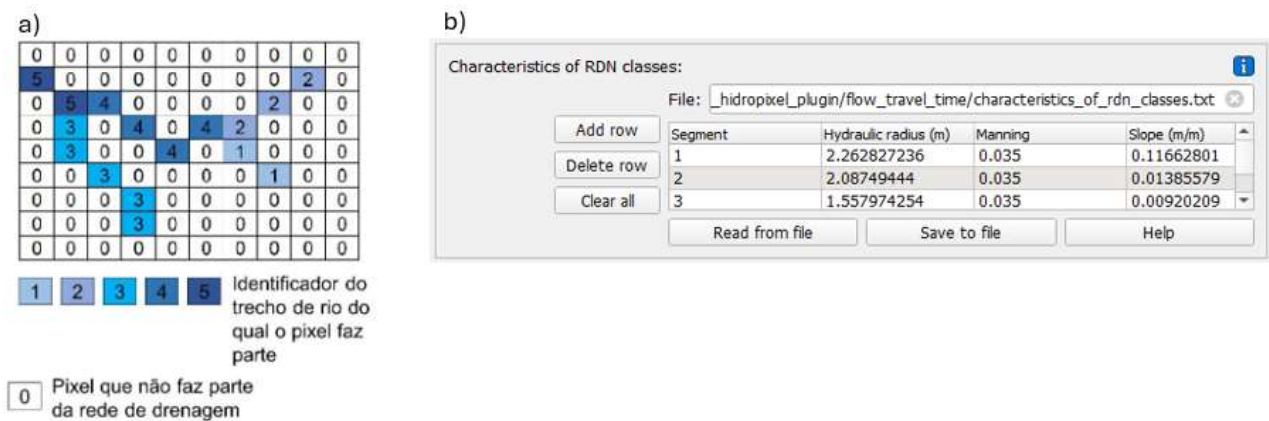 a)
0 0 0 0 0 0 0 0 0 0
5 0 0 0 0 0 0 0 2 0
0 5 4 0 0 0 0 2 0 0
0 3 0 4 0 4 2 0 0 0
0 3 0 0 4 0 1 0 0 0
0 0 3 0 0 0 0 1 0 0
0 0 0 3 0 0 0 0 0 0
0 0 0 3 0 0 0 0 0 0
0 0 0 0 0 0 0 0 0 0
1 2 3 4 5 Identificador do
trecho de rio do
qual o pixel faz
parte
0 Pixel que não faz parte
da rede de drenagem
b)
Characteristics of RDN classes:
i
File: _hidropixel_plugin/flow_travel_time/characteristics_of_rdn_classes.txt
Add row
Delete row
Clear all
Segment Hydraulic radius (m) Manning Slope (m/m)
1 2.262827236 0.035 0.11662801
2 2.08749444 0.035 0.01385579
3 1.557974254 0.035 0.00920209
Read from file Save to file Help